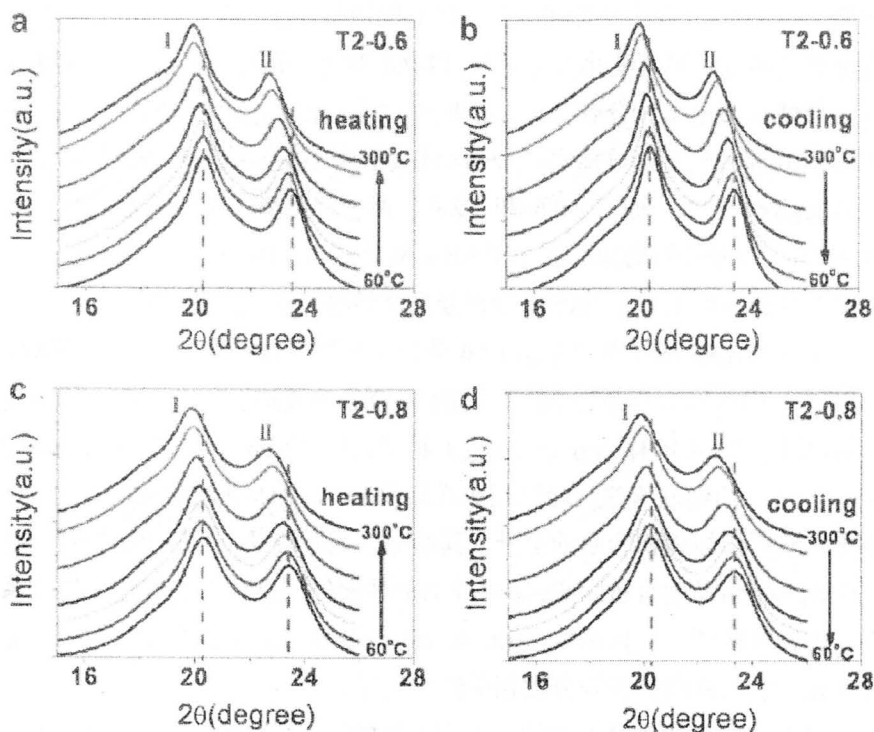 a
I
II
T2-0.6
heating
300°C
60°C
Intensity(a.u.)
16 20 24 28
2θ(degree)
b
I
II
T2-0.6
cooling
300°C
60°C
Intensity(a.u.)
16 20 24 28
2θ(degree)
c
I
II
T2-0.8
heating
300°C
60°C
Intensity(a.u.)
16 20 24 28
2θ(degree)
d
I
II
T2-0.8
cooling
300°C
60°C
Intensity(a.u.)
16 20 24 28
2θ(degree)